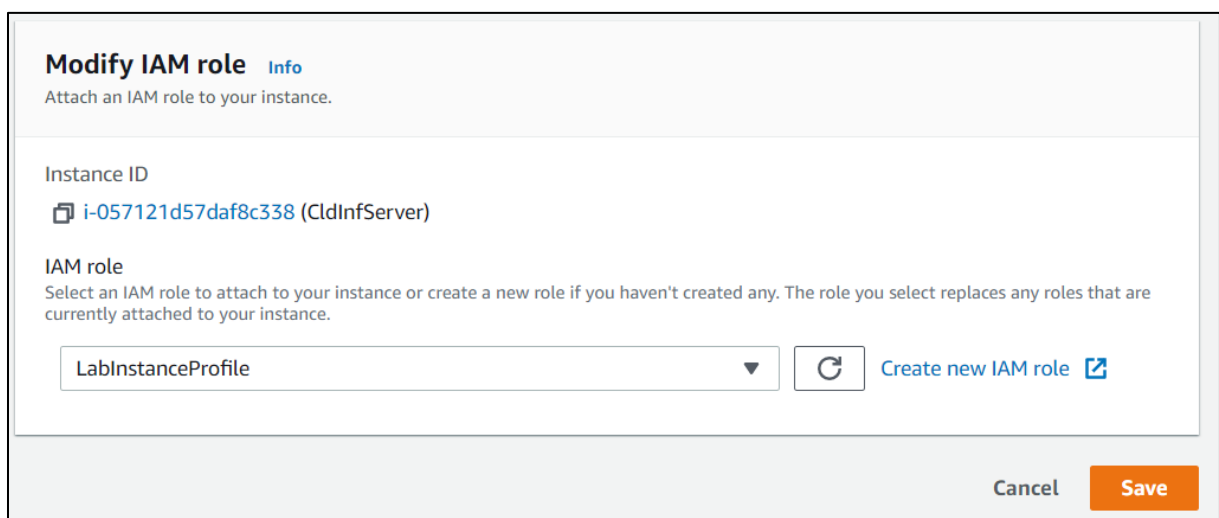 Modify IAM role Info
Attach an IAM role to your instance.
Instance ID
i-057121d57daf8c338 (CldInfServer)
IAM role
Select an IAM role to attach to your instance or create a new role if you haven't created any. The role you select replaces any roles that are
currently attached to your instance.
LabInstanceProfile Create new IAM role
Cancel Save